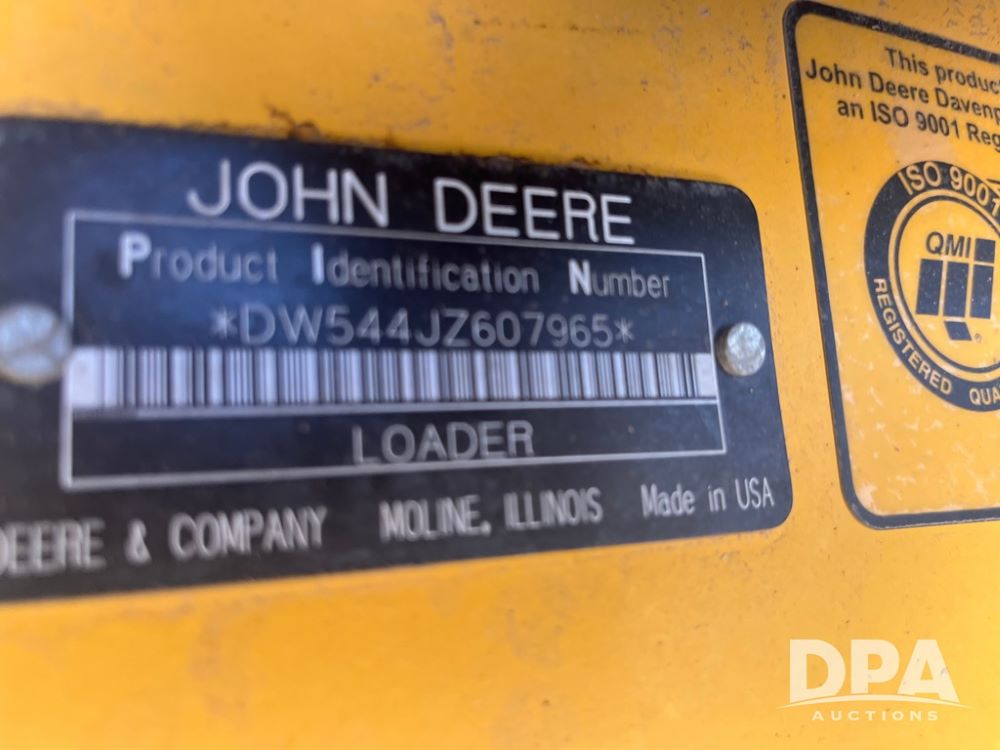 JOHN DEERE
Product Identification Number
*DW544JZ607965*
LOADER
DEERE & COMPANY MOLINE, ILLINOIS Made in USA
This produc
John Deere Davenp
an ISO 9001 Reg
ISO 9001
QMI
REGISTERED QUA
DPA
AUCTIONS